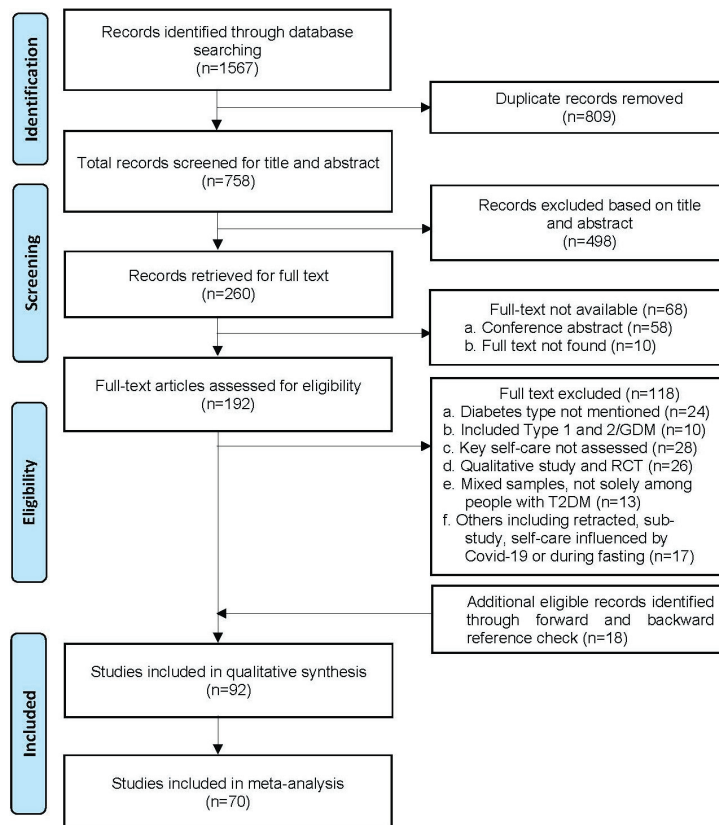 Identification
Records identified through database
searching
(n=1567)
Duplicate records removed
(n=809)
Total records screened for title and abstract
(n=758)
Screening
Records excluded based on title
and abstract
(n=498)
Records retrieved for full text
(n=260)
Full-text not available (n=68)
a. Conference abstract (n=58)
b. Full text not found (n=10)
Full-text articles assessed for eligibility
(n=192)
Eligibility
Full text excluded (n=118)
a. Diabetes type not mentioned (n=24)
b. Included Type 1 and 2/GDM (n=10)
c. Key self-care not assessed (n=28)
d. Qualitative study and RCT (n=26)
e. Mixed samples, not solely among
people with T2DM (n=13)
f. Others including retracted, sub-
study, self-care influenced by
Covid-19 or during fasting (n=17)
Additional eligible records identified
through forward and backward
reference check (n=18)
Included
Studies included in qualitative synthesis
(n=92)
Studies included in meta-analysis
(n=70)